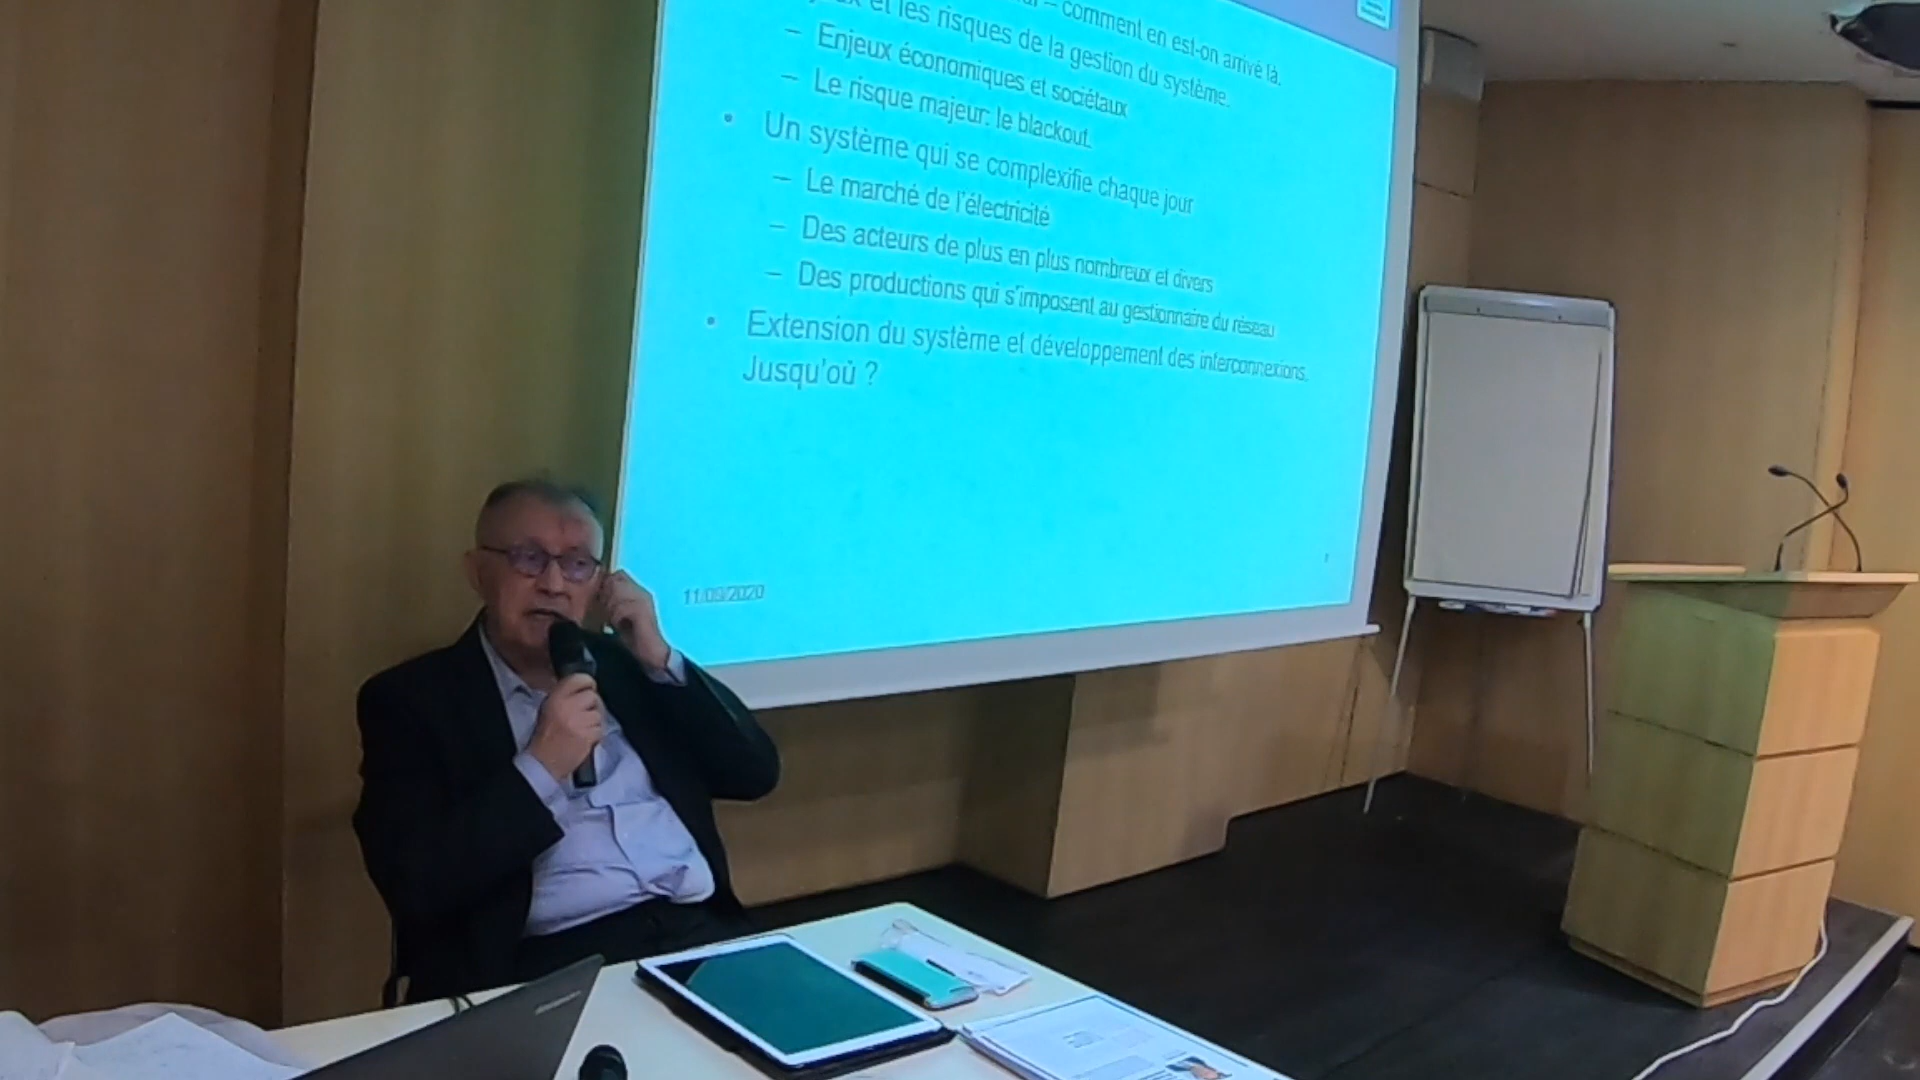 – comment en est-on arrivé là.
et les risques de la gestion du système.
– Enjeux économiques et sociétaux
– Le risque majeur: le blackout.
• Un système qui se complexifie chaque jour
– Le marché de l'électricité
– Des acteurs de plus en plus nombreux et divers
– Des productions qui s'imposent au gestionnaire du réseau
• Extension du système et développement des interconnexions.
Jusqu'où ?
11/09/2020